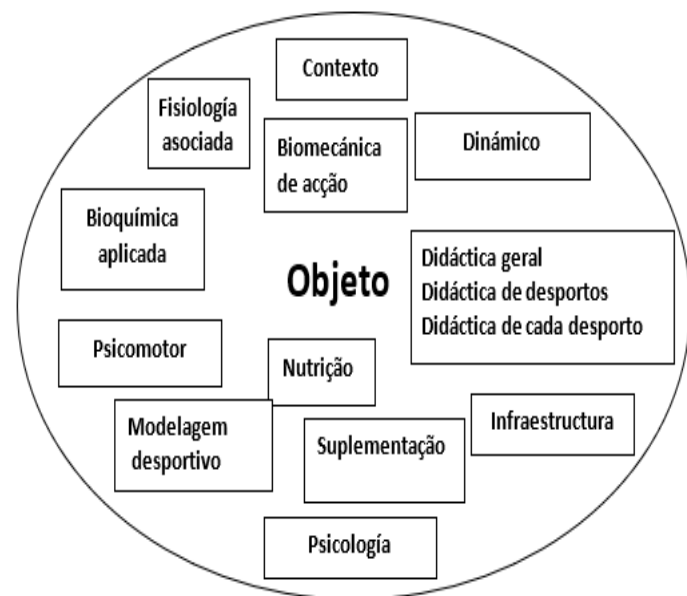 Contexto
Fisiología
asociada
Biomecánica
de acção
Dinámico
Bioquímica
aplicada
Objeto
Didáctica geral
Didáctica de desportos
Didáctica de cada desporto
Psicomotor
Nutrição
Modelagem
desportivo
Suplementação
Infraestructura
Psicología